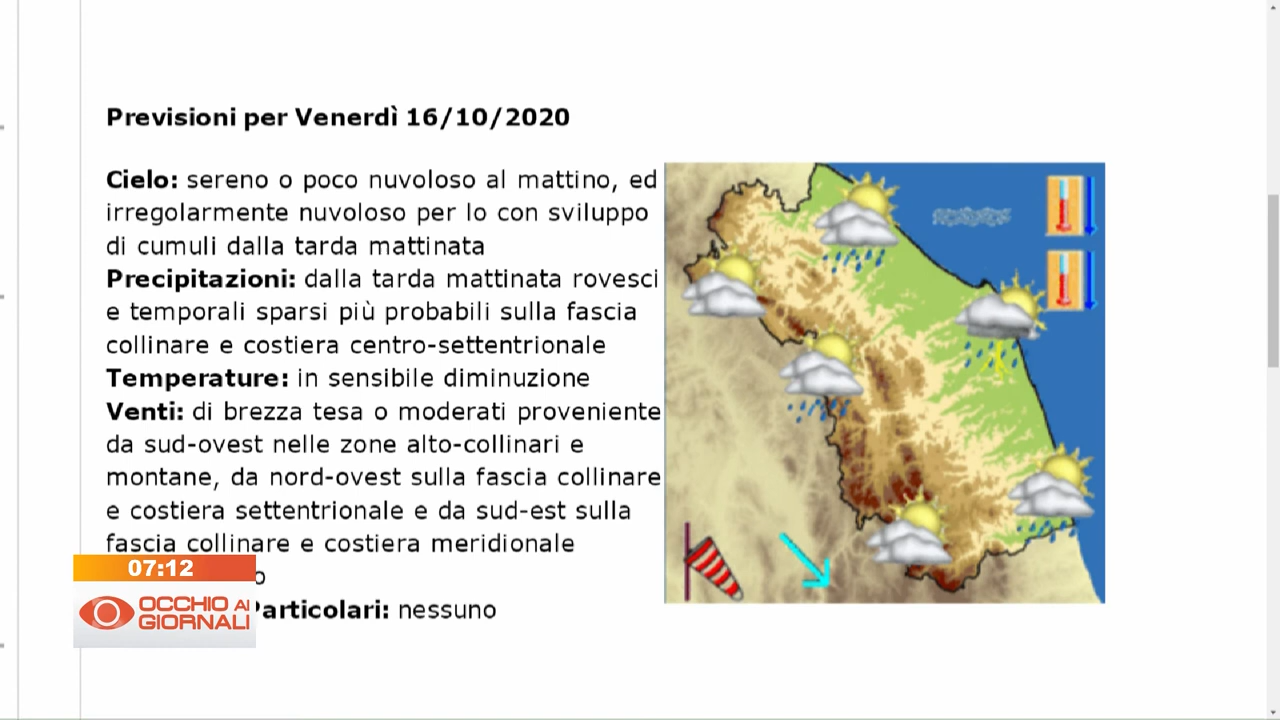 Previsioni per Venerdì 16/10/2020
Cielo: sereno o poco nuvoloso al mattino, ed
irregolarmente nuvoloso per lo con sviluppo
di cumuli dalla tarda mattinata
Precipitazioni: dalla tarda mattinata rovesci
e temporali sparsi più probabili sulla fascia
collinare e costiera centro-settentrionale
Temperature: in sensibile diminuzione
Venti: di brezza tesa o moderati proveniente
da sud-ovest nelle zone alto-collinari e
montane, da nord-ovest sulla fascia collinare
e costiera settentrionale e da sud-est sulla
fascia collinare e costiera meridionale
Particolari: nessuno
07:12
OCCHIO AI
GIORNALI